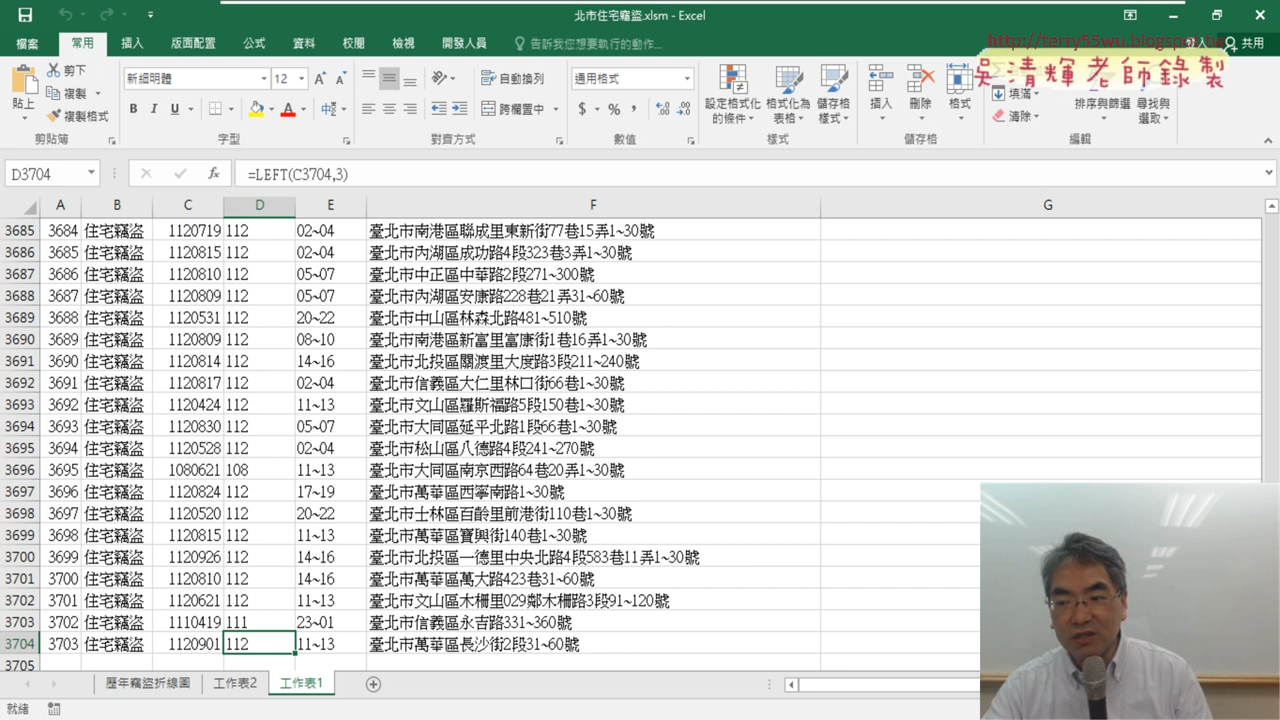 北市住宅竊盜.xlsm - Excel
http://terry55wu.blogspot.tw
吳清輝老師錄製
檔案 常用 插入 版面配置 公式 資料 校閱 檢視 開發人員 告訴我您想要執行的動作... 共用
貼上 剪下 複製 複製格式 剪貼簿
新細明體 12 B I U 字型
自動換列 跨欄置中 對齊方式
通用格式 $ % 數值
設定格式化的條件 格式化為表格 儲存格樣式 樣式
插入 刪除 格式 儲存格
填滿 清除 排序與篩選 尋找與選取 編輯
D3704 fx =LEFT(C3704,3)
A B C D E F G
3685 3684 住宅竊盜 1120719 112 02~04 臺北市南港區聯成里東新街77巷15弄1~30號
3686 3685 住宅竊盜 1120815 112 02~04 臺北市內湖區成功路4段323巷3弄1~30號
3687 3686 住宅竊盜 1120810 112 05~07 臺北市中正區中華路2段271~300號
3688 3687 住宅竊盜 1120809 112 05~07 臺北市內湖區安康路228巷21弄31~60號
3689 3688 住宅竊盜 1120531 112 20~22 臺北市中山區林森北路481~510號
3690 3689 住宅竊盜 1120809 112 08~10 臺北市南港區新富里富康街1巷16弄1~30號
3691 3690 住宅竊盜 1120814 112 14~16 臺北市北投區關渡里大度路3段211~240號
3692 3691 住宅竊盜 1120817 112 02~04 臺北市信義區大仁里林口街66巷1~30號
3693 3692 住宅竊盜 1120424 112 11~13 臺北市文山區羅斯福路5段150巷1~30號
3694 3693 住宅竊盜 1120830 112 05~07 臺北市大同區延平北路1段66巷1~30號
3695 3694 住宅竊盜 1120528 112 02~04 臺北市松山區八德路4段241~270號
3696 3695 住宅竊盜 1080621 108 11~13 臺北市大同區南京西路64巷20弄1~30號
3697 3696 住宅竊盜 1120824 112 17~19 臺北市萬華區西寧南路1~30號
3698 3697 住宅竊盜 1120520 112 20~22 臺北市士林區百齡里前港街110巷1~30號
3699 3698 住宅竊盜 1120815 112 11~13 臺北市萬華區寶興街140巷1~30號
3700 3699 住宅竊盜 1120926 112 14~16 臺北市北投區一德里中央北路4段583巷11弄1~30號
3701 3700 住宅竊盜 1120810 112 14~16 臺北市萬華區萬大路423巷31~60號
3702 3701 住宅竊盜 1120621 112 11~13 臺北市文山區木柵里029鄰木柵路3段91~120號
3703 3702 住宅竊盜 1110419 111 23~01 臺北市信義區永吉路331~360號
3704 3703 住宅竊盜 1120901 112 11~13 臺北市萬華區長沙街2段31~60號
3705
歷年竊盜折線圖 工作表2 工作表1
就緒